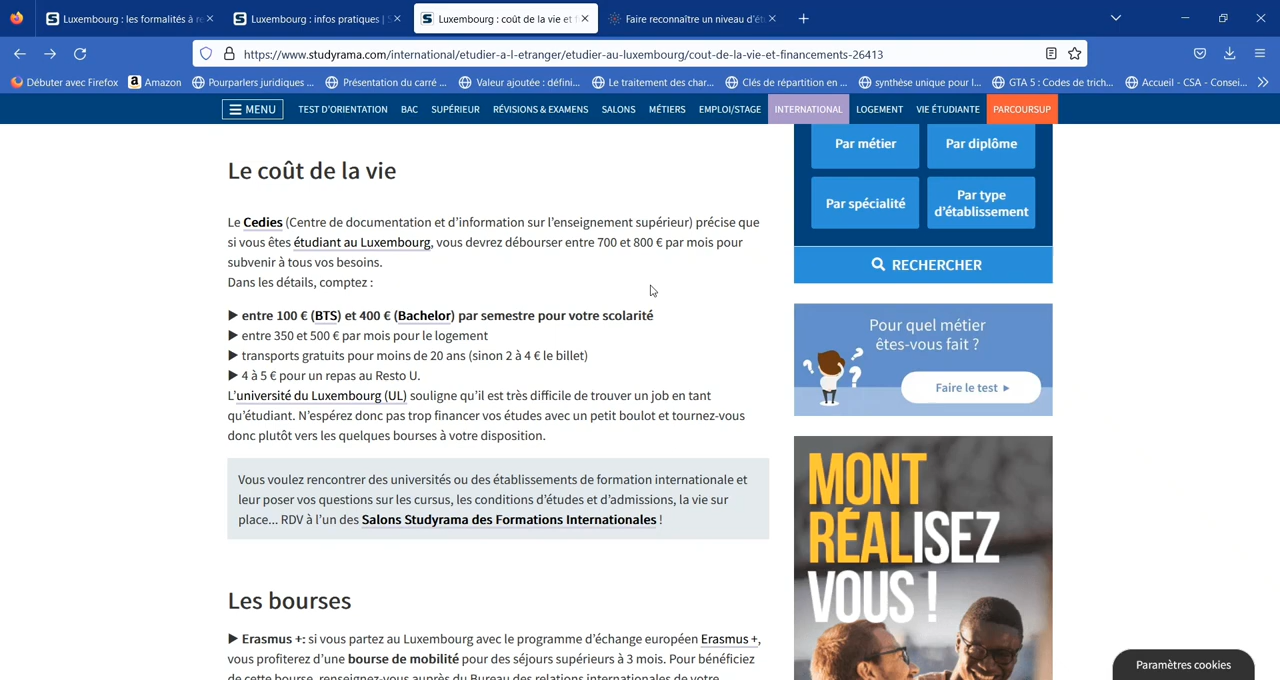 Luxembourg : les formalités à re
Luxembourg : infos pratiques | S
Luxembourg : coût de la vie et f
Faire reconnaître un niveau d'ét
https://www.studyrama.com/international/etudier-a-l-etranger/etudier-au-luxembourg/cout-de-la-vie-et-financements-26413
Débuter avec Firefox
Amazon
Pourparlers juridiques ...
Présentation du carré ...
Valeur ajoutée : défini...
Le traitement des char...
Clés de répartition en ...
synthèse unique pour l...
GTA 5 : Codes de trich...
Accueil - CSA - Consei...
MENU
TEST D'ORIENTATION
BAC
SUPÉRIEUR
RÉVISIONS & EXAMENS
SALONS
MÉTIERS
EMPLOI/STAGE
INTERNATIONAL
LOGEMENT
VIE ÉTUDIANTE
PARCOURSUP
Le coût de la vie
Le Cedies (Centre de documentation et d'information sur l'enseignement supérieur) précise que
si vous êtes étudiant au Luxembourg, vous devrez débourser entre 700 et 800 € par mois pour
subvenir à tous vos besoins.
Dans les détails, comptez :
▶ entre 100 € (BTS) et 400 € (Bachelor) par semestre pour votre scolarité
▶ entre 350 et 500 € par mois pour le logement
▶ transports gratuits pour moins de 20 ans (sinon 2 à 4 € le billet)
▶ 4 à 5 € pour un repas au Resto U.
L'université du Luxembourg (UL) souligne qu'il est très difficile de trouver un job en tant
qu'étudiant. N'espérez donc pas trop financer vos études avec un petit boulot et tournez-vous
donc plutôt vers les quelques bourses à votre disposition.
Vous voulez rencontrer des universités ou des établissements de formation internationale et
leur poser vos questions sur les cursus, les conditions d'études et d'admissions, la vie sur
place... RDV à l'un des Salons Studyrama des Formations Internationales !
Les bourses
▶ Erasmus +: si vous partez au Luxembourg avec le programme d'échange européen Erasmus +,
vous profiterez d'une bourse de mobilité pour des séjours supérieurs à 3 mois. Pour bénéficiez
de cette bourse, renseignez-vous auprès du Bureau des relations internationales de votre
Par métier
Par diplôme
Par spécialité
Par type
d'établissement
RECHERCHER
Pour quel métier
êtes-vous fait ?
Faire le test ▸
MONT
RÉALISEZ
VOUS !
Paramètres cookies